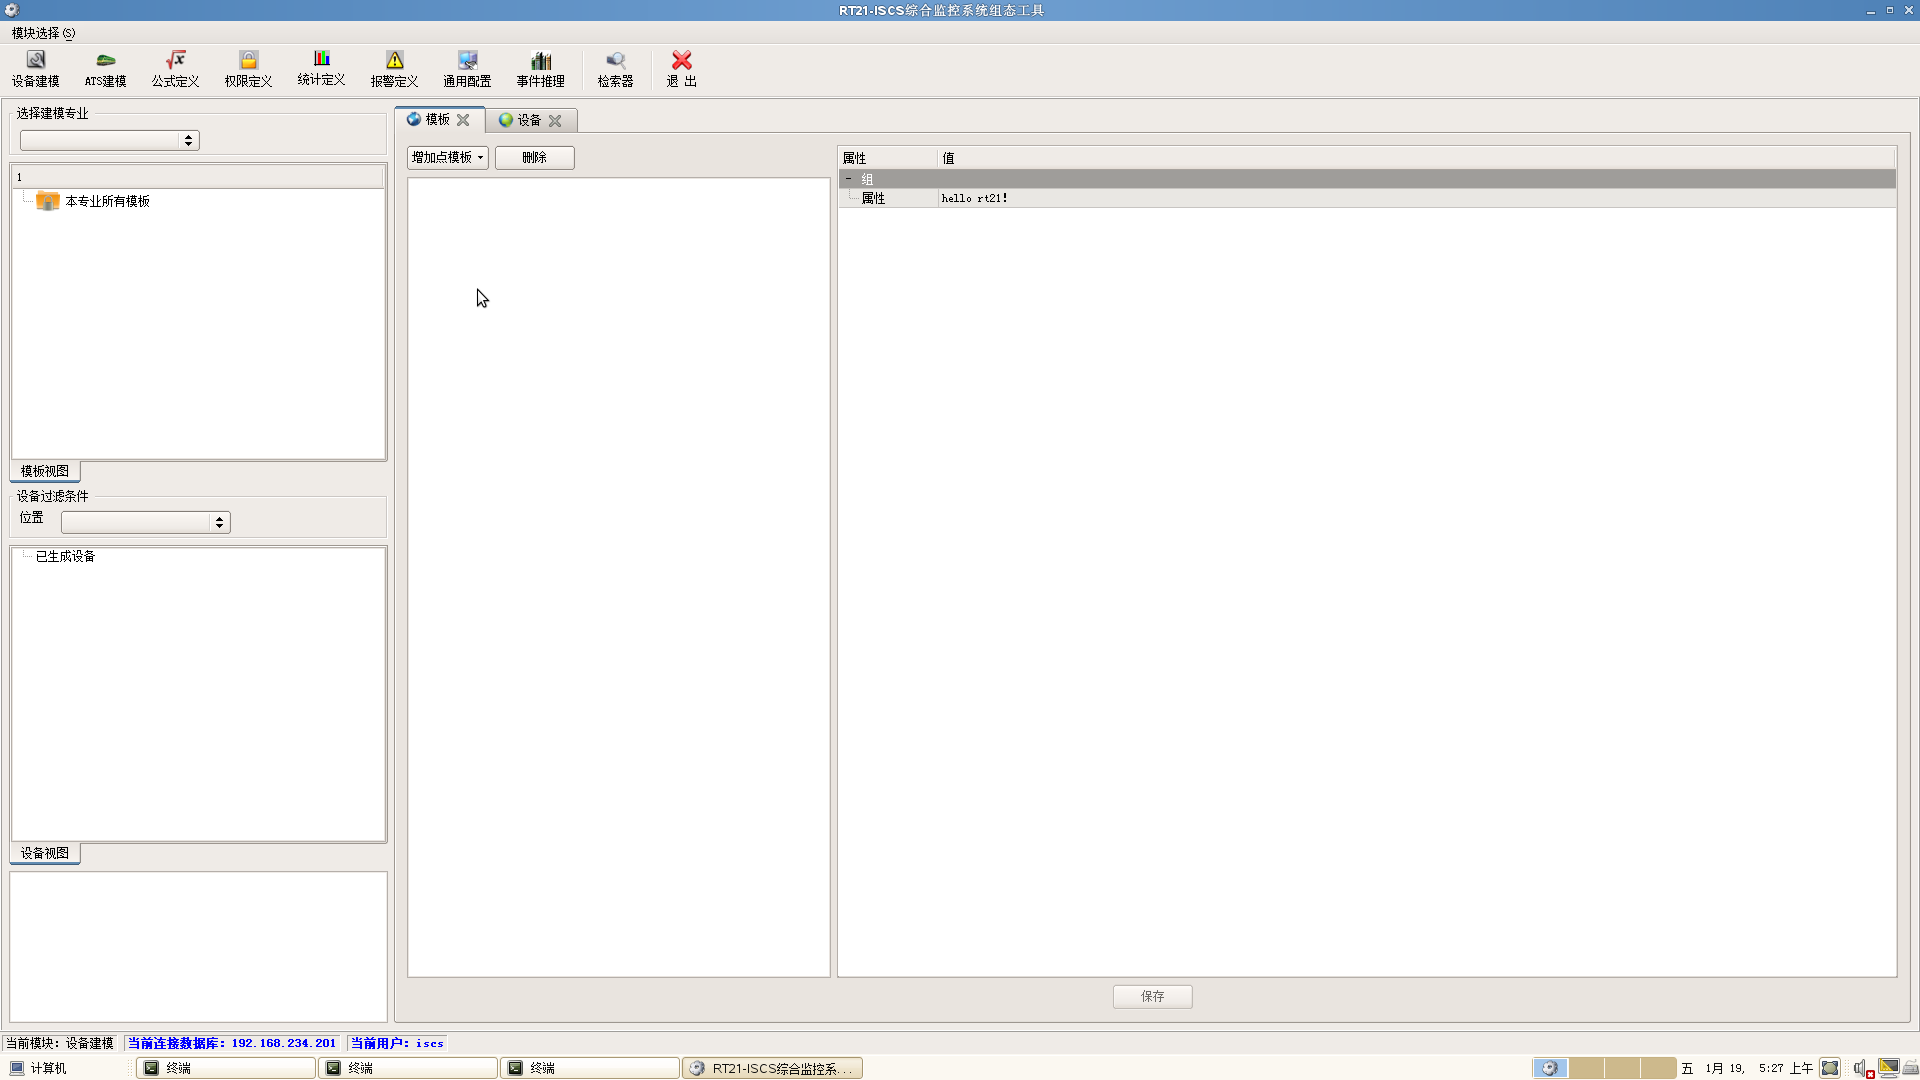 RT21-ISCS综合监控系统组态工具
模块选择(S)
设备建模 ATS建模 公式定义 权限定义 统计定义 报警定义 通用配置 事件推理 检索器 退 出
选择建模专业
1
本专业所有模板
模板视图
设备过滤条件
位置
已生成设备
设备视图
模板 设备
增加点模板 删除
属性 值
- 组
属性 hello rt21!
保存
当前模块: 设备建模 当前连接数据库: 192.168.234.201 当前用户: iscs
计算机 终端 终端 终端 RT21-ISCS综合监控系... 五 1月 19, 5:27 上午